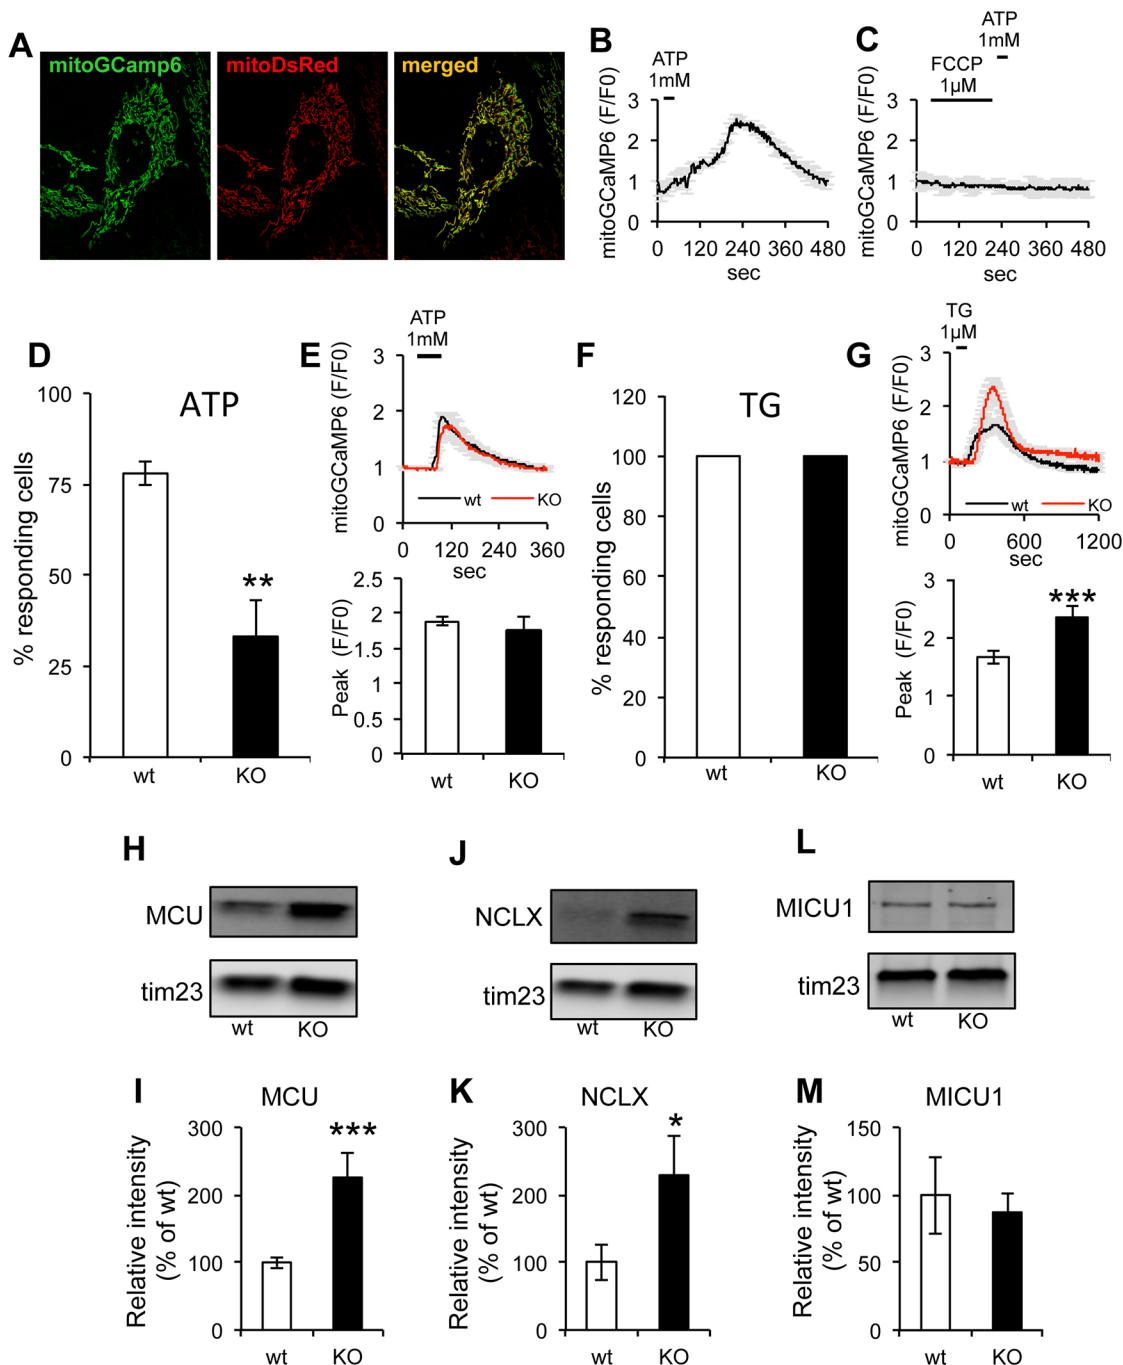 A
mitoGCamp6
mitoDsRed
merged
B
ATP
1mM
mitoGCaMP6 (F/F0)
3
2
1
0
0 120 240 360 480
sec
C
ATP
1mM
FCCP
1µM
mitoGCaMP6 (F/F0)
3
2
1
0
0 120 240 360 480
sec
D
ATP
% responding cells
100
75
50
25
0
**
wt KO
E
ATP
1mM
mitoGCaMP6 (F/F0)
3
2
1
0
wt KO
0 120 240 360
sec
Peak (F/F0)
2.5
2
1.5
1
0.5
0
wt KO
F
TG
% responding cells
120
100
80
60
40
20
0
wt KO
G
TG
1µM
mitoGCaMP6 (F/F0)
3
2
1
0
wt KO
0 600 1200
sec
Peak (F/F0)
3
2
1
0
***
wt KO
H
MCU
tim23
wt KO
J
NCLX
tim23
wt KO
L
MICU1
tim23
wt KO
I
MCU
Relative intensity
(% of wt)
300
200
100
0
***
wt KO
K
NCLX
Relative intensity
(% of wt)
300
200
100
0
*
wt KO
M
MICU1
Relative intensity
(% of wt)
150
100
50
0
wt KO